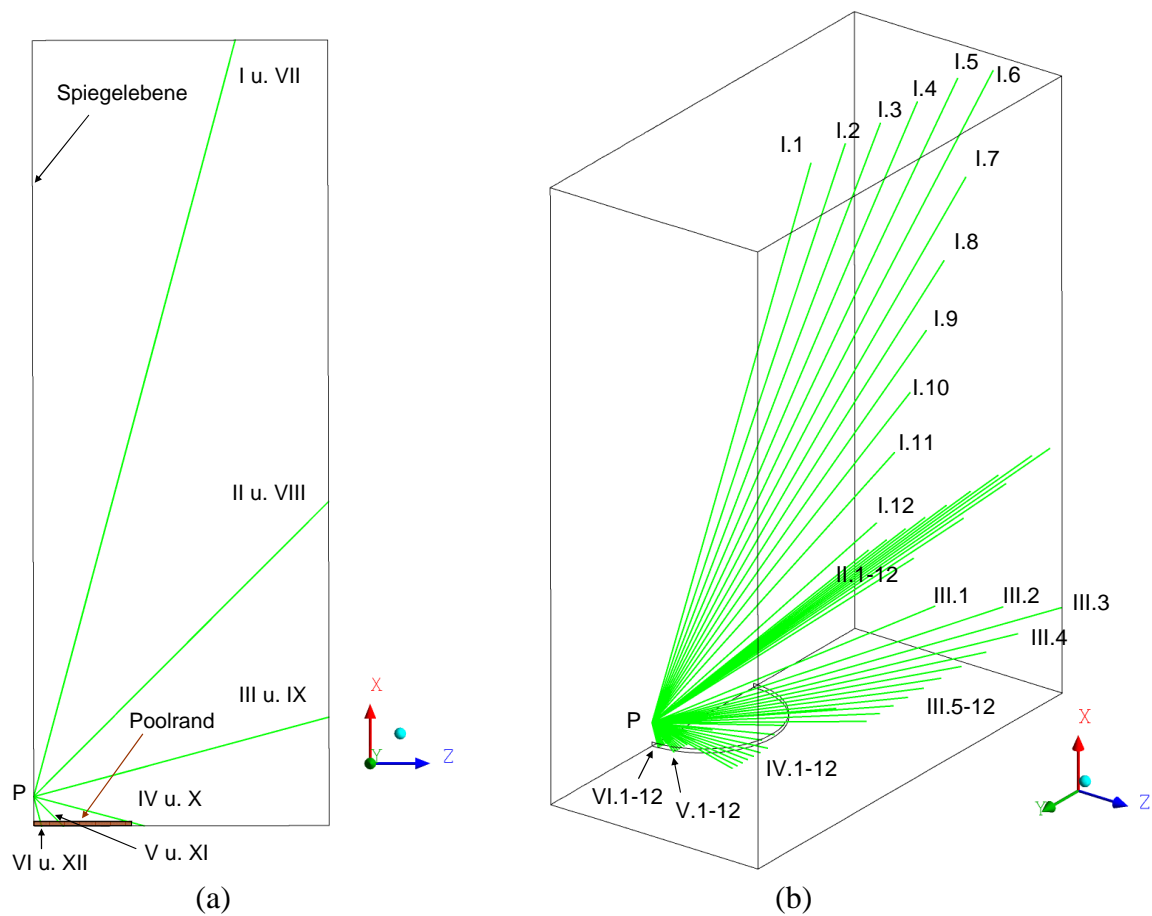 I u. VII
Spiegelebene
II u. VIII
III u. IX
Poolrand
P
IV u. X
V u. XI
VI u. XII
X
Y
Z
(a)
I.1
I.2
I.3
I.4
I.5
I.6
I.7
I.8
I.9
I.10
I.11
I.12
II.1-12
III.1
III.2
III.3
III.4
III.5-12
P
IV.1-12
V.1-12
VI.1-12
X
Y
Z
(b)